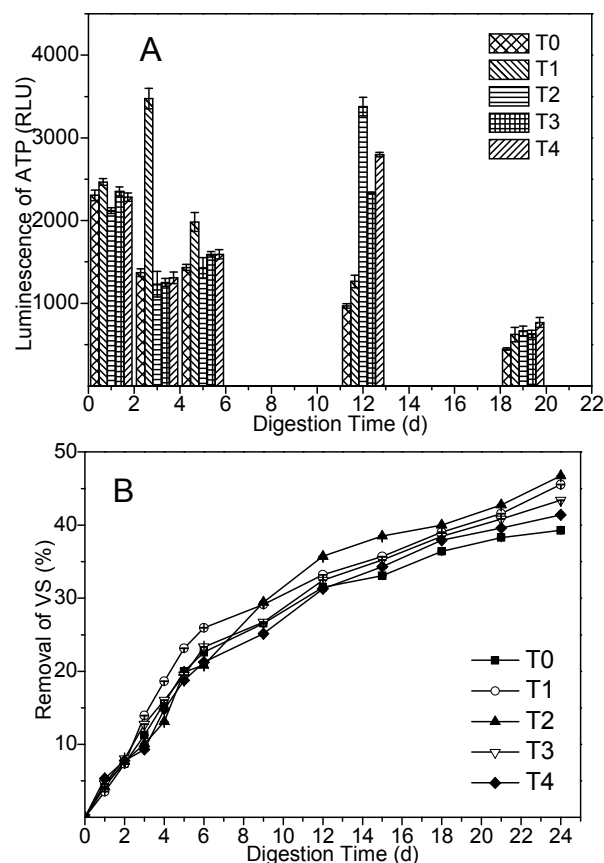 A
T0
T1
T2
T3
T4
Luminescence of ATP (RLU)
4000
3000
2000
1000
0 2 4 6 8 10 12 14 16 18 20 22
Digestion Time (d)
B
Removal of VS (%)
50
40
30
20
10
T0
T1
T2
T3
T4
0 2 4 6 8 10 12 14 16 18 20 22 24
Digestion Time (d)